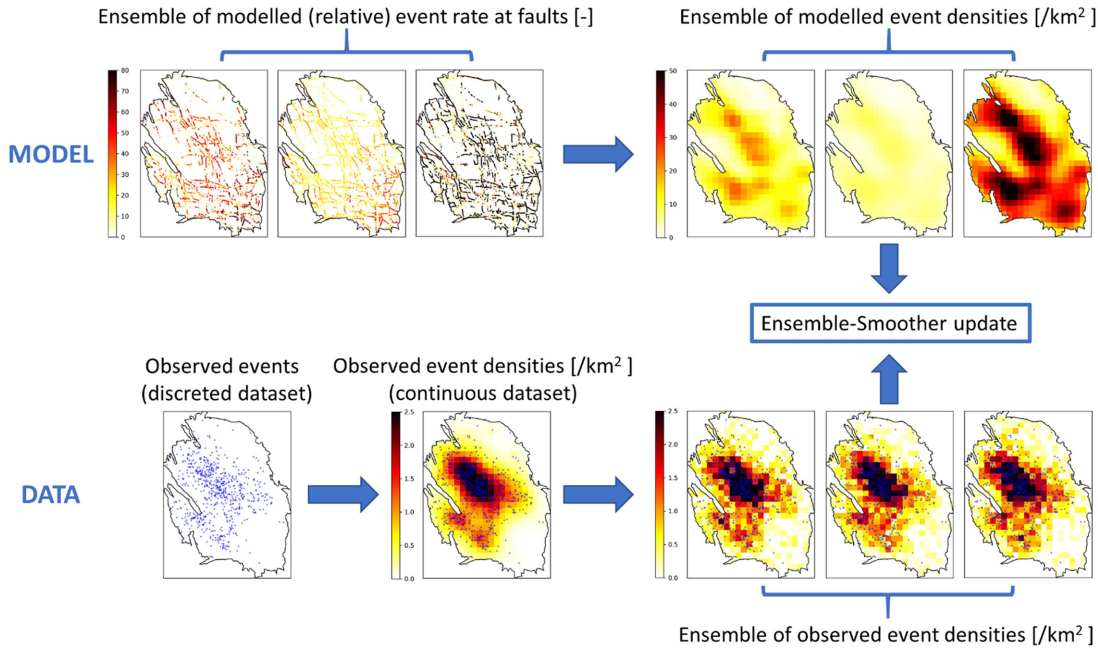 Ensemble of modelled (relative) event rate at faults [-]
Ensemble of modelled event densities [/km² ]
MODEL
80
70
60
50
40
30
20
10
0
50
40
30
20
10
0
Ensemble-Smoother update
Observed events
(discreted dataset)
Observed event densities [/km² ]
(continuous dataset)
DATA
2.5
2.0
1.5
1.0
0.5
0.0
2.5
2.0
1.5
1.0
0.5
0.0
Ensemble of observed event densities [/km² ]